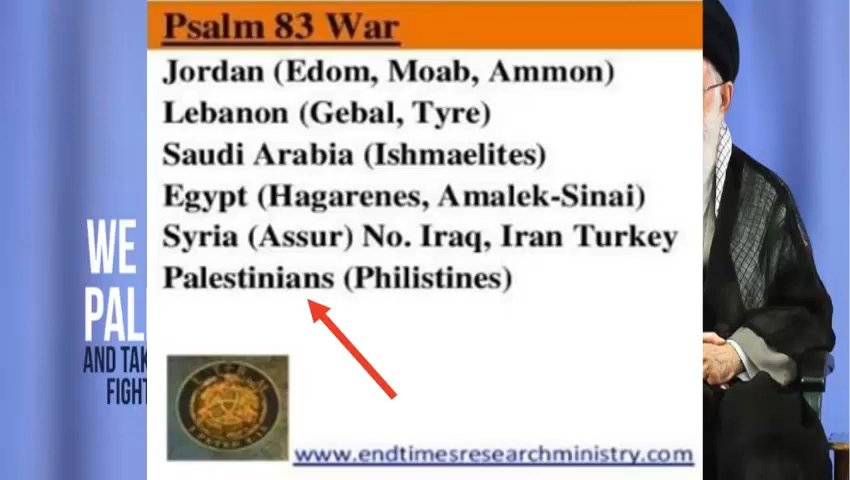 Psalm 83 War
Jordan (Edom, Moab, Ammon)
Lebanon (Gebal, Tyre)
Saudi Arabia (Ishmaelites)
Egypt (Hagarenes, Amalek-Sinai)
Syria (Assur) No. Iraq, Iran Turkey
Palestinians (Philistines)
WE
PAL
AND TAK
FIGHT
www.endtimesresearchministry.com